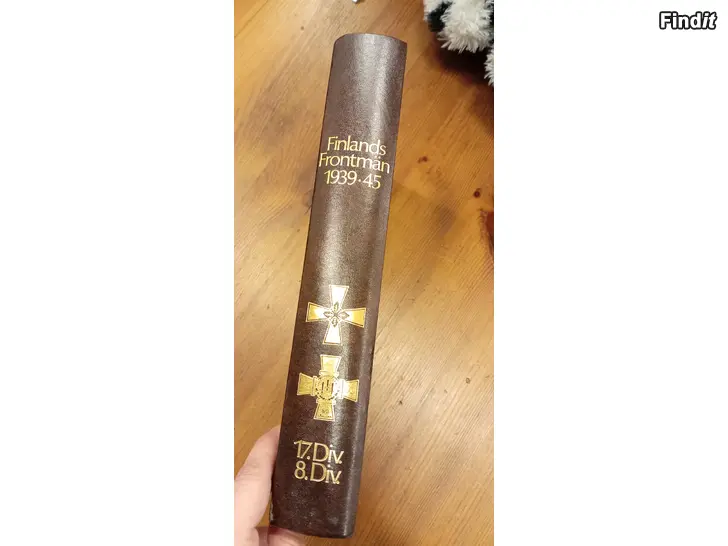 Findit
Finlands
Frontmän
1939-45
17.Div.
8.Div.